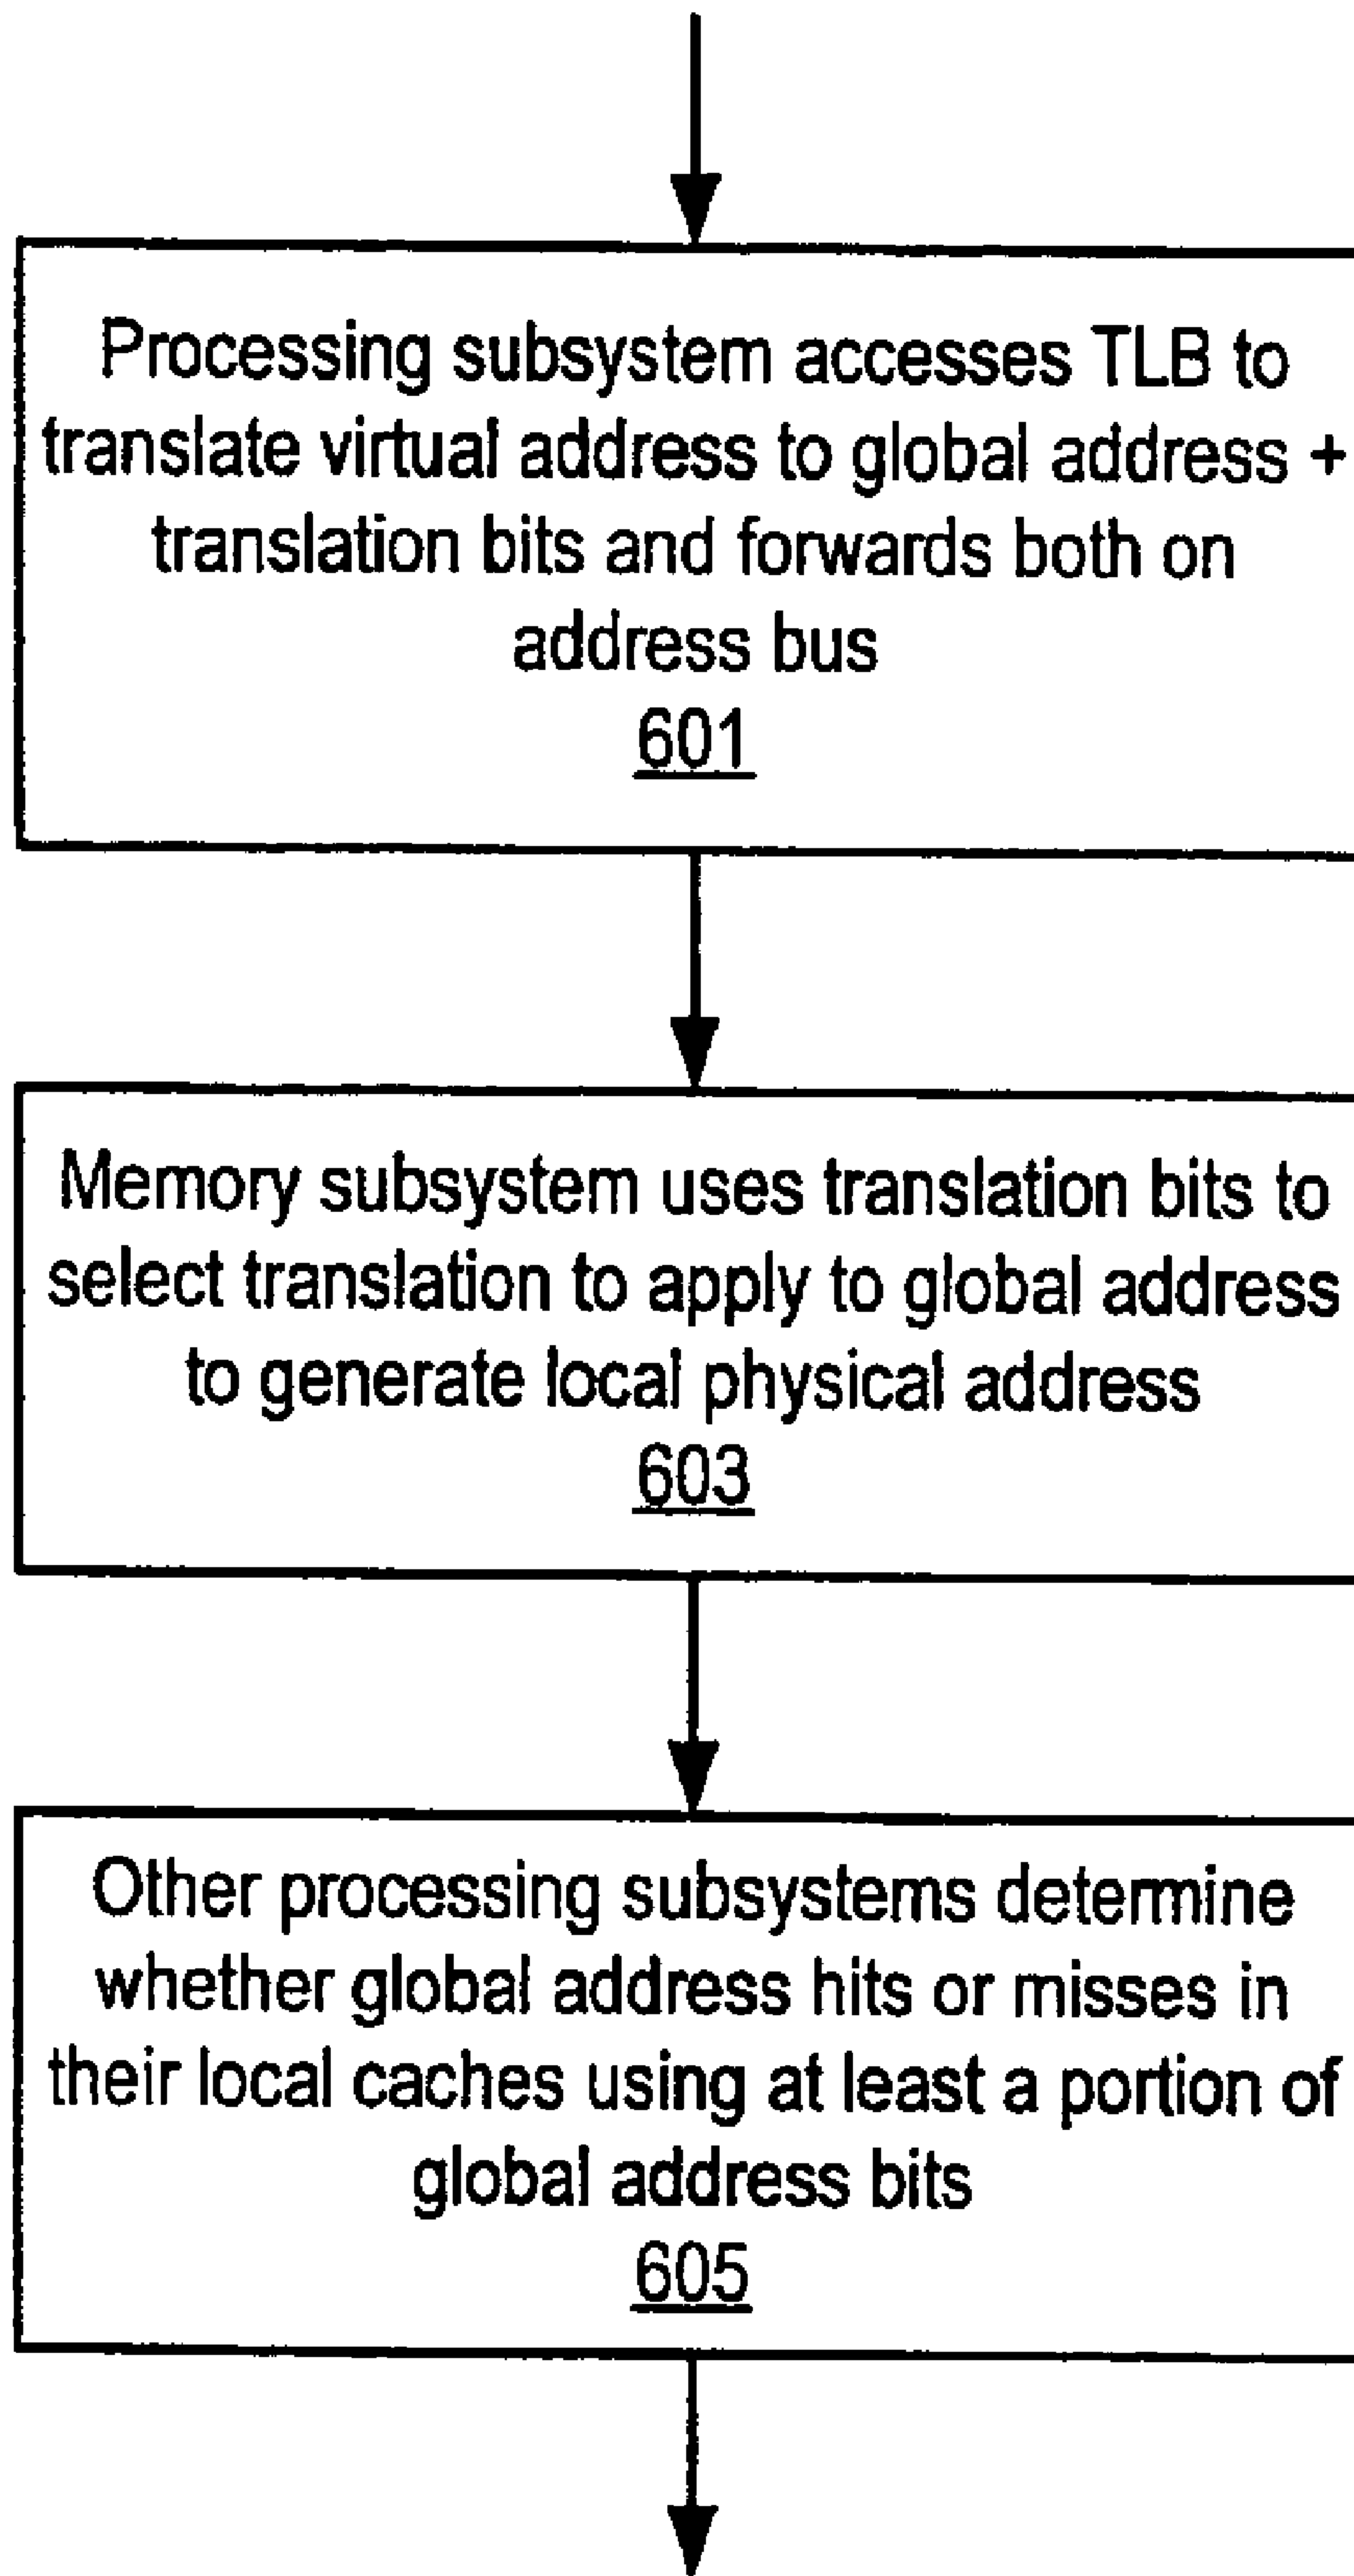 Processing subsystem accesses TLB to
translate virtual address to global address +
translation bits and forwards both on
address bus
601
Memory subsystem uses translation bits to
select translation to apply to global address
to generate local physical address
603
Other processing subsystems determine
whether global address hits or misses in
their local caches using at least a portion of
global address bits
605